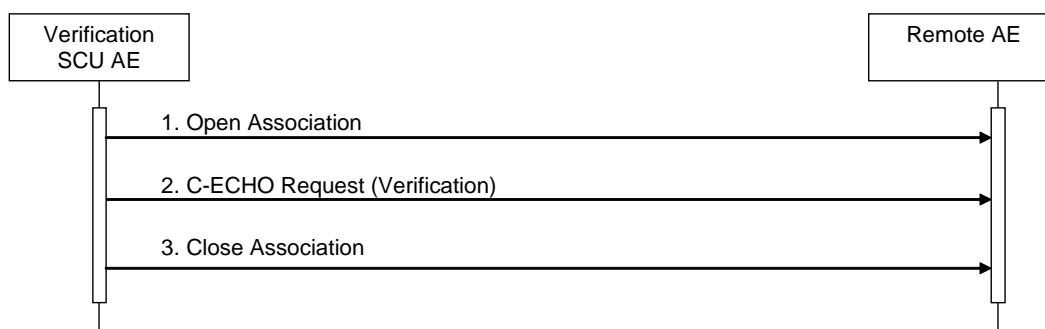 Verification
SCU AE
Remote AE
1. Open Association
2. C-ECHO Request (Verification)
3. Close Association